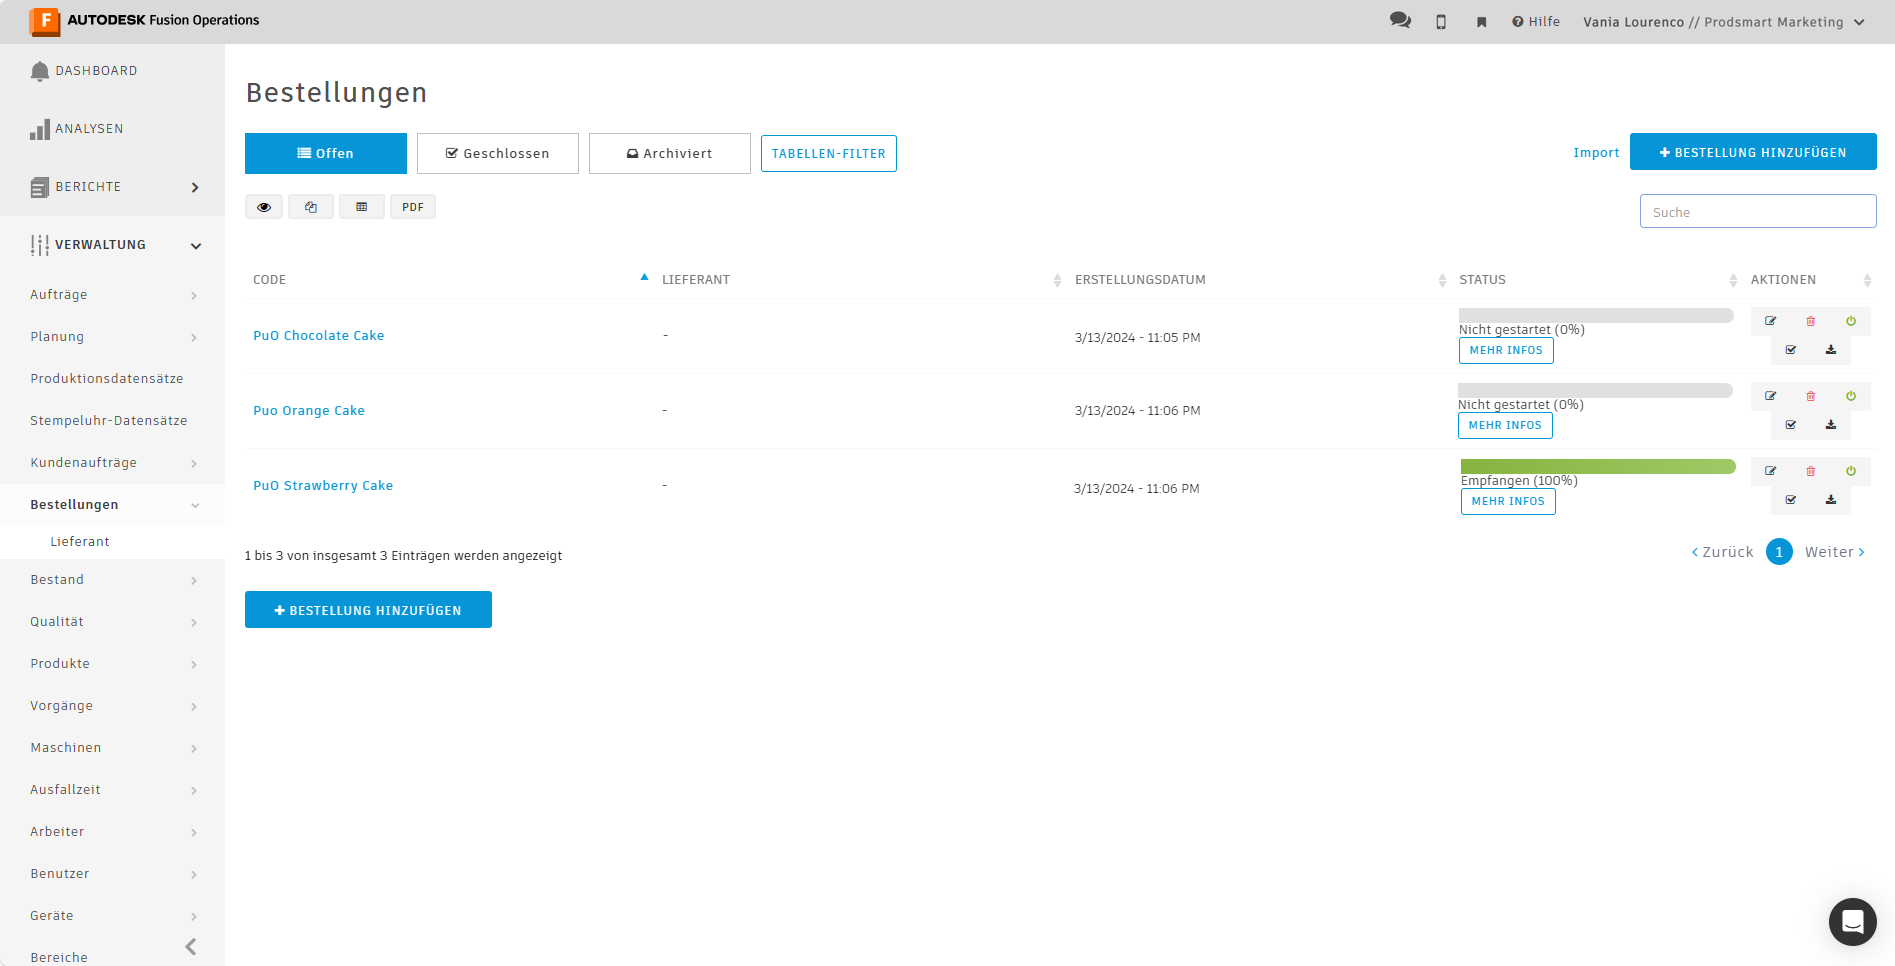 AUTODESK Fusion Operations
Hilfe
Vania Lourenco // Prodsmart Marketing
DASHBOARD
ANALYSEN
BERICHTE
VERWALTUNG
Aufträge
Planung
Produktionsdatensätze
Stempeluhr-Datensätze
Kundenaufträge
Bestellungen
Lieferant
Bestand
Qualität
Produkte
Vorgänge
Maschinen
Ausfallzeit
Arbeiter
Benutzer
Geräte
Bereiche
Bestellungen
Offen
Geschlossen
Archiviert
TABELLEN-FILTER
Import
BESTELLUNG HINZUFÜGEN
PDF
Suche
CODE LIEFERANT ERSTELLUNGSDATUM STATUS AKTIONEN
PuO Chocolate Cake - 3/13/2024 - 11:05 PM Nicht gestartet (0%)
MEHR INFOS
Puo Orange Cake - 3/13/2024 - 11:06 PM Nicht gestartet (0%)
MEHR INFOS
PuO Strawberry Cake - 3/13/2024 - 11:06 PM Empfangen (100%)
MEHR INFOS
1 bis 3 von insgesamt 3 Einträgen werden angezeigt
Zurück 1 Weiter
BESTELLUNG HINZUFÜGEN